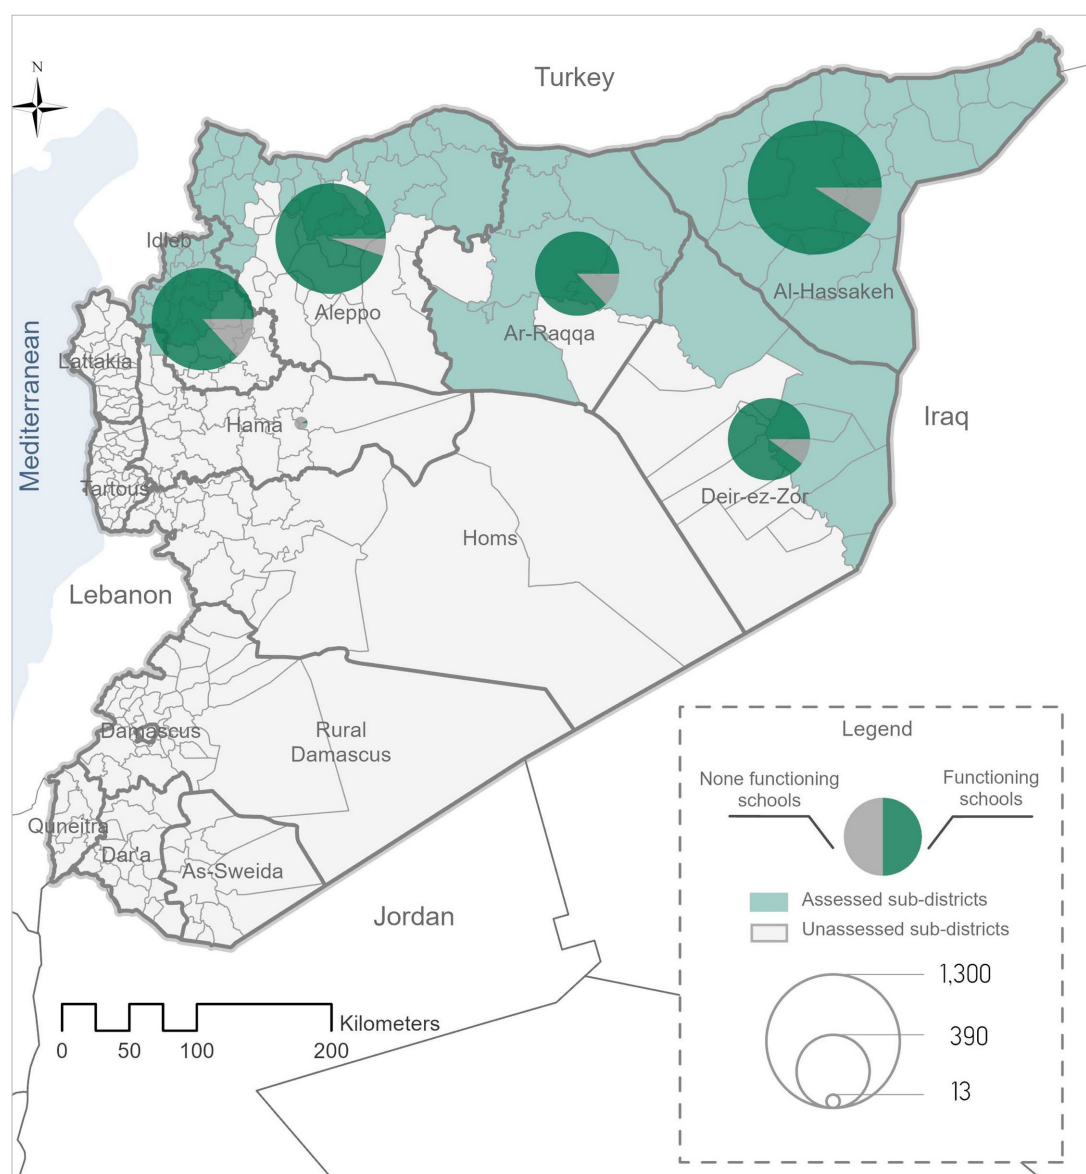 N
Turkey
Idleb
Aleppo
Al-Hassakeh
Ar-Raqqa
Lattakia
Mediterranean
Hama
Iraq
Tartous
Deir-ez-Zor
Homs
Lebanon
Damascus
Rural
Damascus
Quneitra
Dar'a
As-Sweida
Jordan
Kilometers
0 50 100 200
Legend
None functioning
schools
Functioning
schools
Assessed sub-districts
Unassessed sub-districts
1,300
390
13